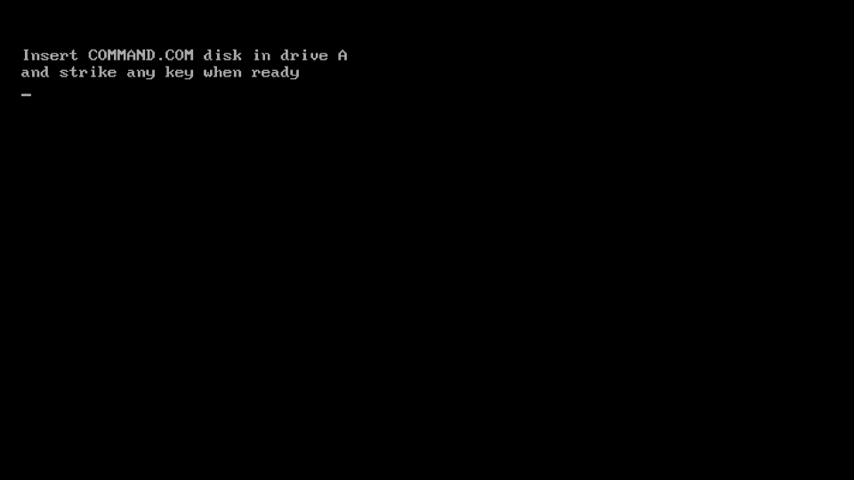 Insert COMMAND.COM disk in drive A
and strike any key when ready